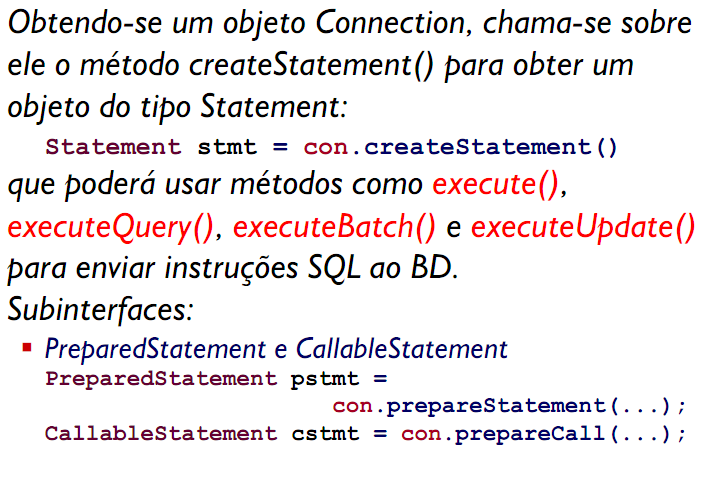 Obtendo-se um objeto Connection, chama-se sobre
ele o método createStatement() para obter um
objeto do tipo Statement:
Statement stmt = con.createStatement()
que poderá usar métodos como execute(),
executeQuery(), executeBatch() e executeUpdate()
para enviar instruções SQL ao BD.
Subinterfaces:
▪ PreparedStatement e CallableStatement
PreparedStatement pstmt =
con.prepareStatement(...);
CallableStatement cstmt = con.prepareCall(...);